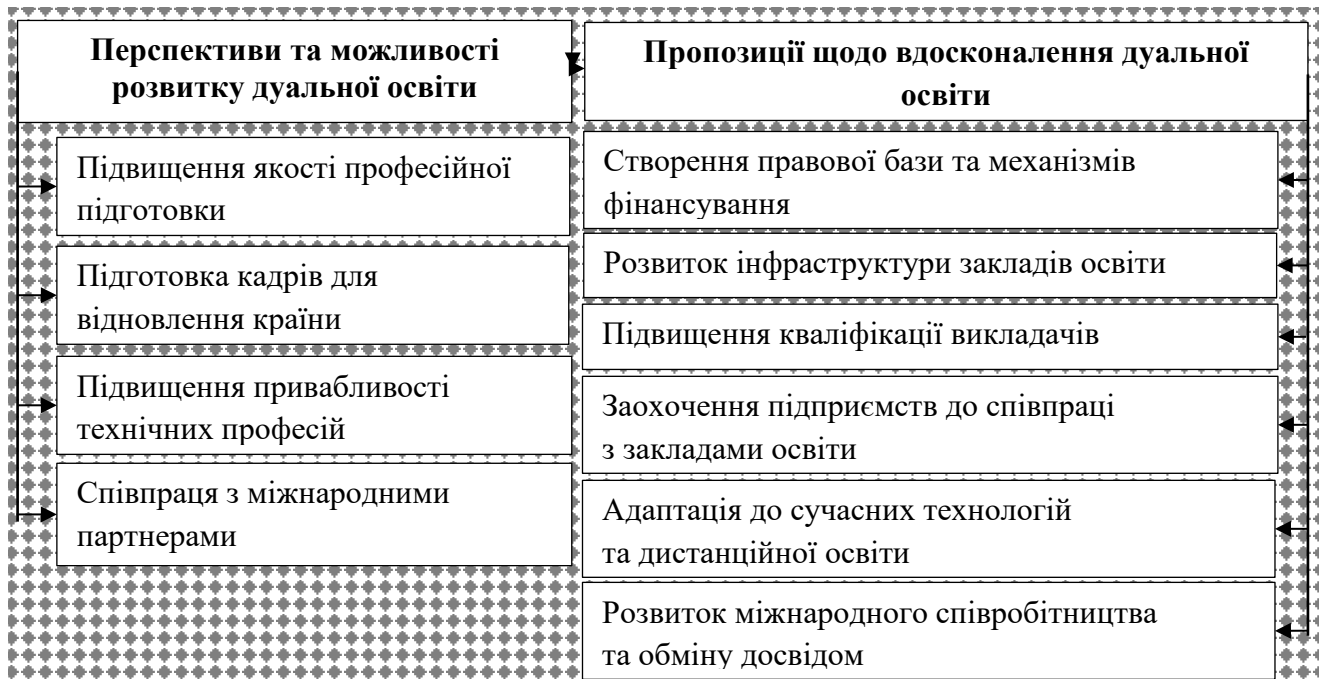 Перспективи та можливості
розвитку дуальної освіти
Підвищення якості професійної
підготовки
Підготовка кадрів для
відновлення країни
Підвищення привабливості
технічних професій
Співпраця з міжнародними
партнерами
Пропозиції щодо вдосконалення дуальної
освіти
Створення правової бази та механізмів
фінансування
Розвиток інфраструктури закладів освіти
Підвищення кваліфікації викладачів
Заохочення підприємств до співпраці
з закладами освіти
Адаптація до сучасних технологій
та дистанційної освіти
Розвиток міжнародного співробітництва
та обміну досвідом